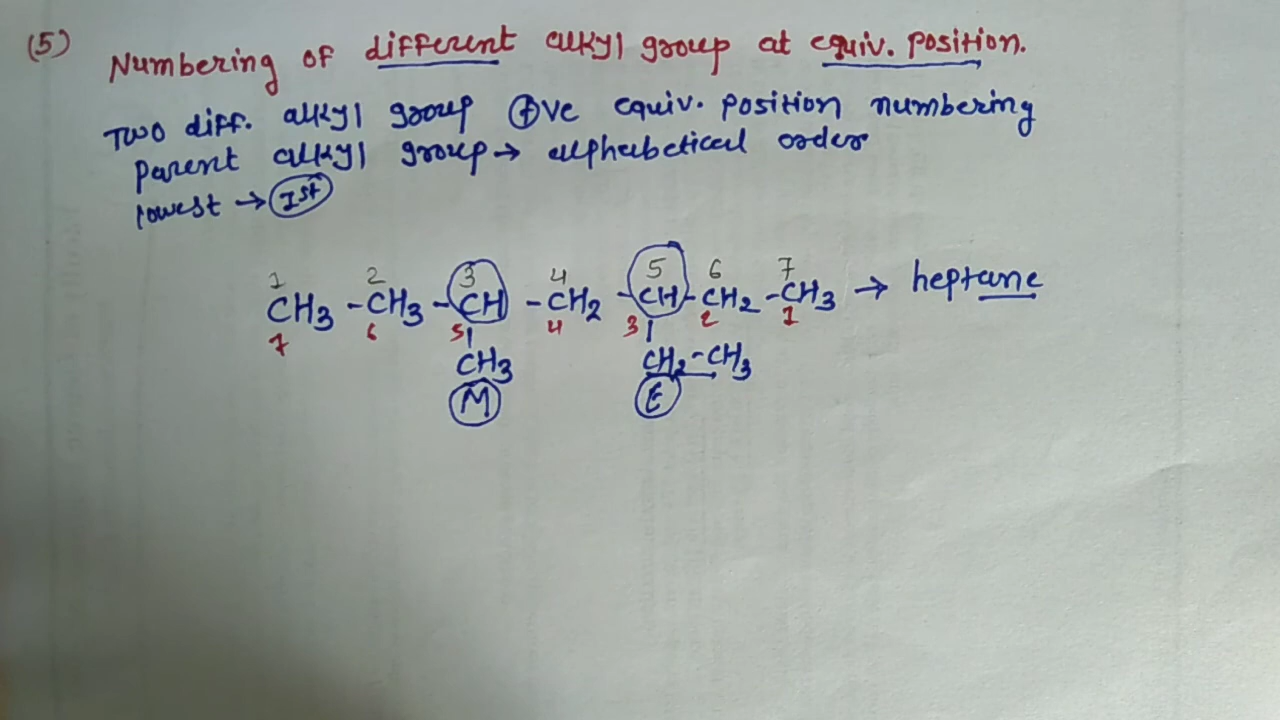 (5) Numbering of different alkyl group at equiv. position.
Two diff. alkyl group ⊕ve equiv. position numbering
parent alkyl group → alphabetical order
lowest → Ist
1 2 3 4 5 6 7
CH3 - CH3 - CH - CH2 - CH - CH2 - CH3 → heptane
7 6 5 4 3 2 1
CH3 CH2-CH3
M E